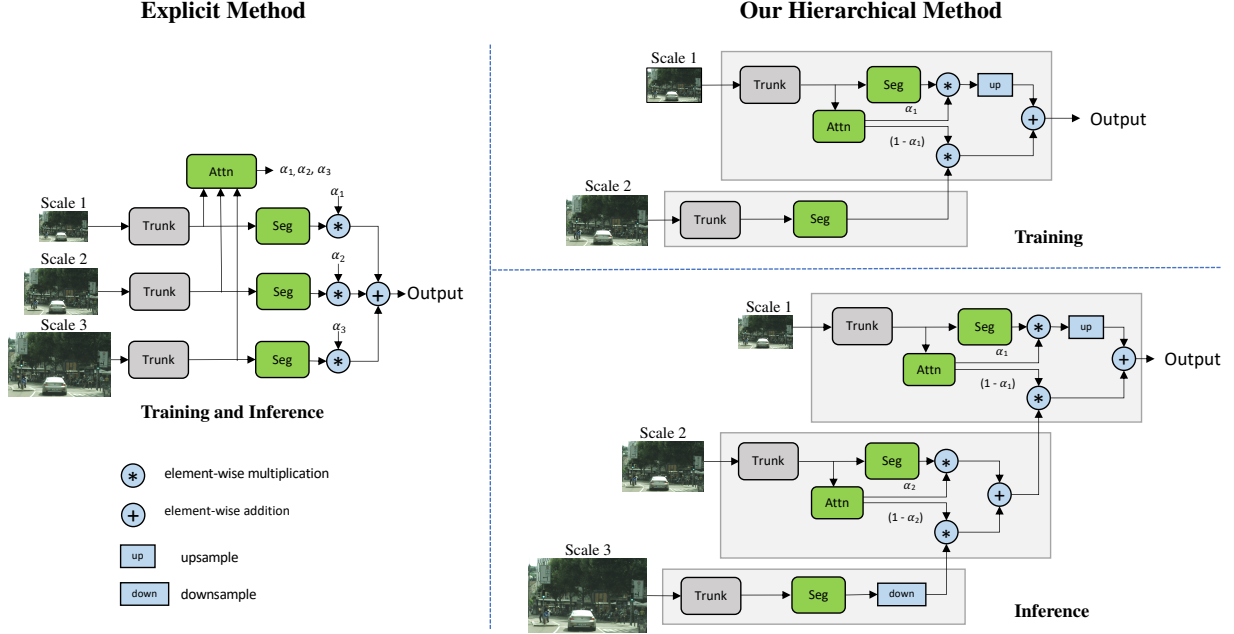 Explicit Method
Attn
α1, α2, α3
Scale 1
Trunk
Seg
α1
*
Scale 2
Trunk
Seg
α2
*
+
Output
Scale 3
Trunk
Seg
α3
*
Training and Inference
* element-wise multiplication
+ element-wise addition
up upsample
down downsample
Our Hierarchical Method
Scale 1
Trunk
Seg
*
up
α1
Attn
+
Output
(1 - α1)
*
Scale 2
Trunk
Seg
Training
Scale 1
Trunk
Seg
*
up
α1
Attn
+
Output
(1 - α1)
*
Scale 2
Trunk
Seg
*
α2
Attn
+
(1 - α2)
*
Scale 3
Trunk
Seg
down
Inference